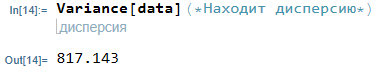 In[14]:= Variance[data](*Находит дисперсию*)
дисперсия
Out[14]= 817.143